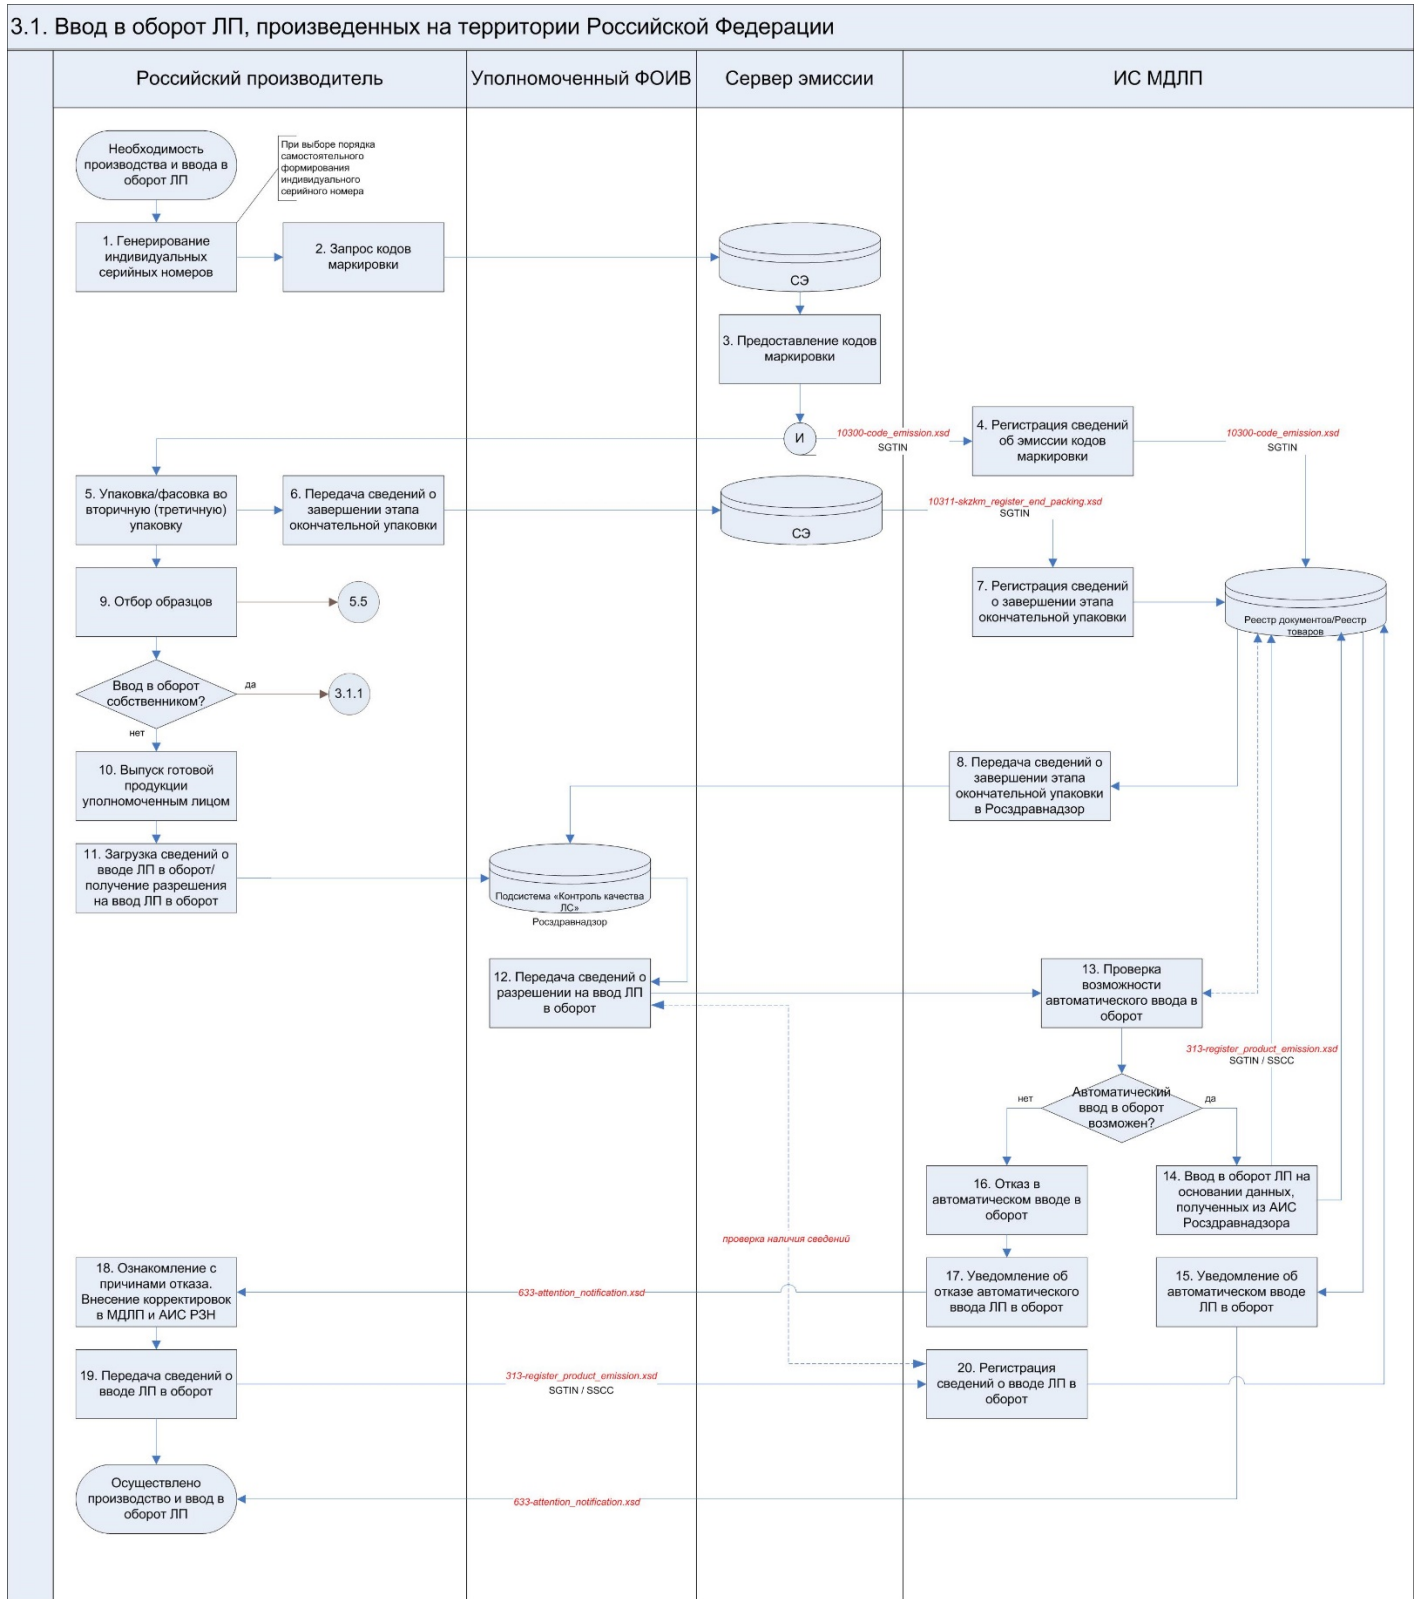 3.1. Ввод в оборот ЛП, произведенных на территории Российской Федерации
Российский производитель
Уполномоченный ФОИВ
Сервер эмиссии
ИС МДЛП
Необходимость
производства и ввода в
оборот ЛП
При выборе порядка
самостоятельного
формирования
индивидуального
серийного номера
1. Генерирование
индивидуальных
серийных номеров
2. Запрос кодов
маркировки
СЭ
3. Предоставление кодов
маркировки
И
10300-code_emission.xsd
SGTIN
4. Регистрация сведений
об эмиссии кодов
маркировки
10300-code_emission.xsd
SGTIN
5. Упаковка/фасовка во
вторичную (третичную)
упаковку
6. Передача сведений о
завершении этапа
окончательной упаковки
СЭ
10311-skzkm_register_end_packing.xsd
SGTIN
9. Отбор образцов
5.5
7. Регистрация сведений
о завершении этапа
окончательной упаковки
Реестр документов/Реестр
товаров
Ввод в оборот
собственником?
да
3.1.1
нет
10. Выпуск готовой
продукции
уполномоченным лицом
8. Передача сведений о
завершении этапа
окончательной упаковки
в Росздравнадзор
11. Загрузка сведений о
вводе ЛП в оборот/
получение разрешения
на ввод ЛП в оборот
Подсистема «Контроль качества
ЛС»
Росздравнадзор
12. Передача сведений о
разрешении на ввод ЛП
в оборот
13. Проверка
возможности
автоматического ввода в
оборот
313-register_product_emission.xsd
SGTIN / SSCC
Автоматический
ввод в оборот
возможен?
нет
да
16. Отказ в
автоматическом вводе в
оборот
14. Ввод в оборот ЛП на
основании данных,
полученных из АИС
Росздравнадзора
проверка наличия сведений
18. Ознакомление с
причинами отказа.
Внесение корректировок
в МДЛП и АИС РЗН
633-attention_notification.xsd
17. Уведомление об
отказе автоматического
ввода ЛП в оборот
15. Уведомление об
автоматическом вводе
ЛП в оборот
19. Передача сведений о
вводе ЛП в оборот
313-register_product_emission.xsd
SGTIN / SSCC
20. Регистрация
сведений о вводе ЛП в
оборот
Осуществлено
производство и ввод в
оборот ЛП
633-attention_notification.xsd